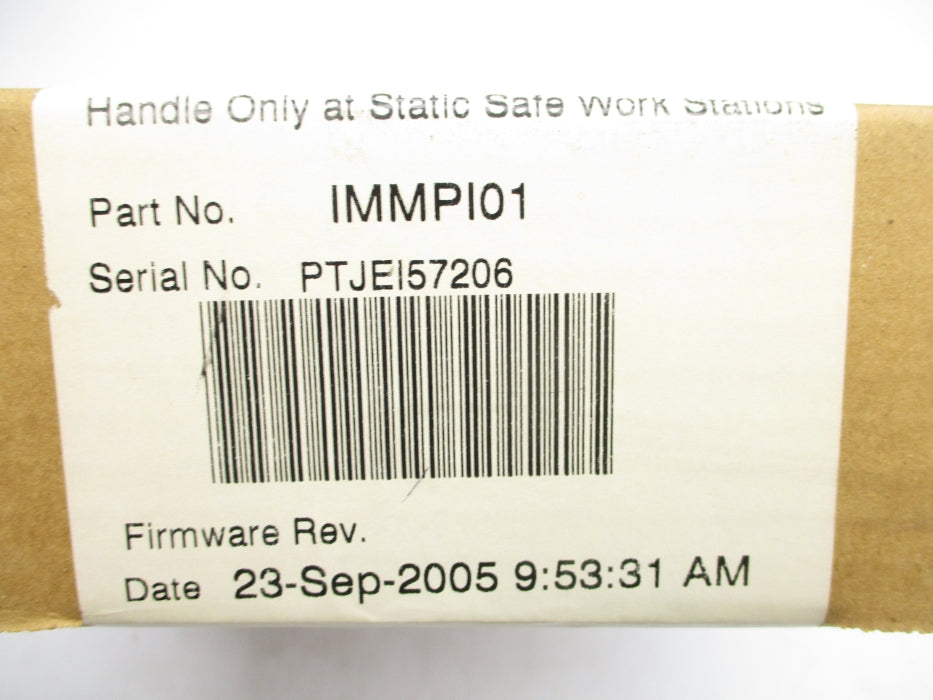 Handle Only at Static Safe Work Stations
Part No. IMMPI01
Serial No. PTJEI57206
Firmware Rev.
Date 23-Sep-2005 9:53:31 AM